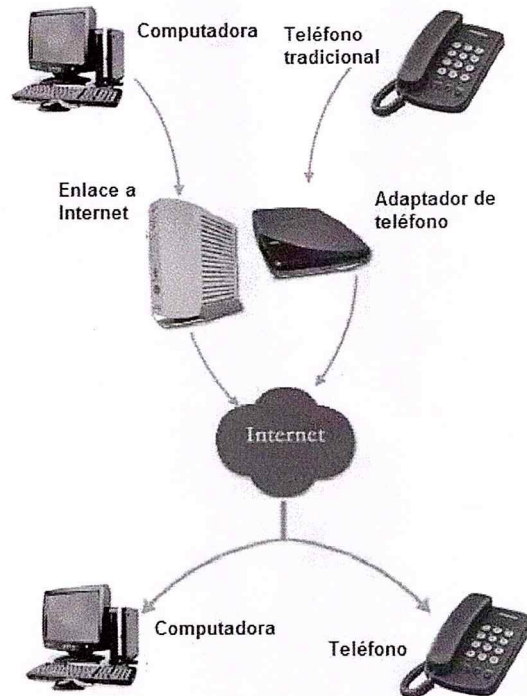 Computadora
Teléfono
tradicional
Enlace a
Internet
Adaptador de
teléfono
Internet
Computadora
Teléfono